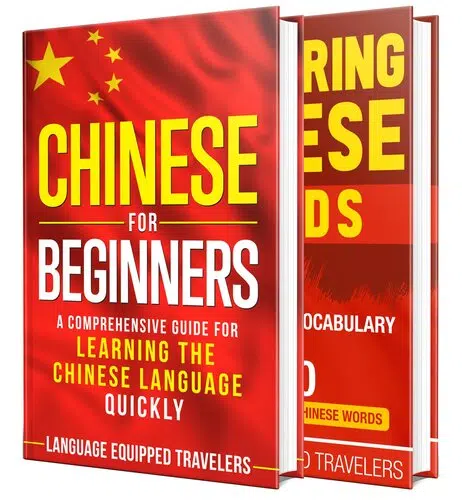 CHINESE
FOR
BEGINNERS
A COMPREHENSIVE GUIDE FOR
LEARNING THE
CHINESE LANGUAGE
QUICKLY
LANGUAGE EQUIPPED TRAVELERS
RING
ESE
DS
OCABULARY
0
CHINESE WORDS
D TRAVELERS